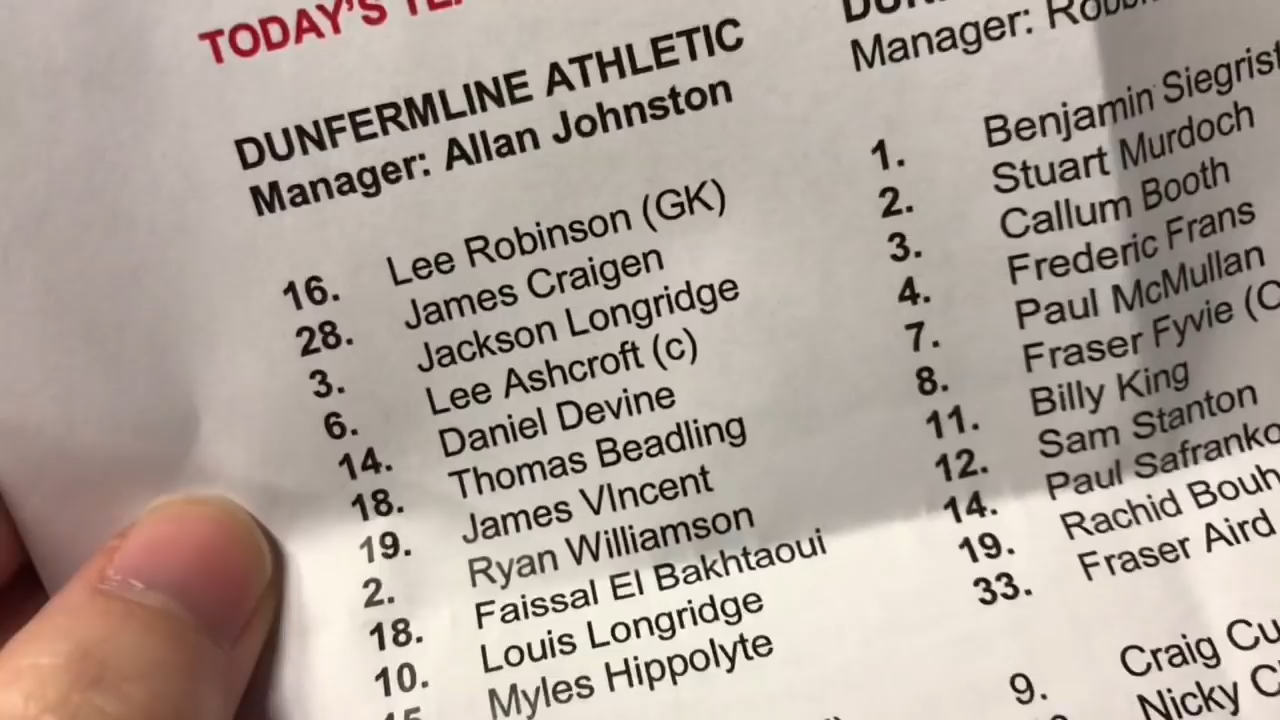 TODAY'S
DUNFERMLINE ATHLETIC
Manager: Allan Johnston
16. Lee Robinson (GK)
28. James Craigen
3. Jackson Longridge
6. Lee Ashcroft (c)
14. Daniel Devine
18. Thomas Beadling
19. James VIncent
2. Ryan Williamson
18. Faissal El Bakhtaoui
10. Louis Longridge
15 Myles Hippolyte
Manager:
1. Benjamin Siegrist
2. Stuart Murdoch
3. Callum Booth
4. Frederic Frans
7. Paul McMullan
8. Fraser Fyvie
11. Billy King
12. Sam Stanton
14. Paul Safranko
19. Rachid
33. Fraser Aird
9. Craig
Nicky